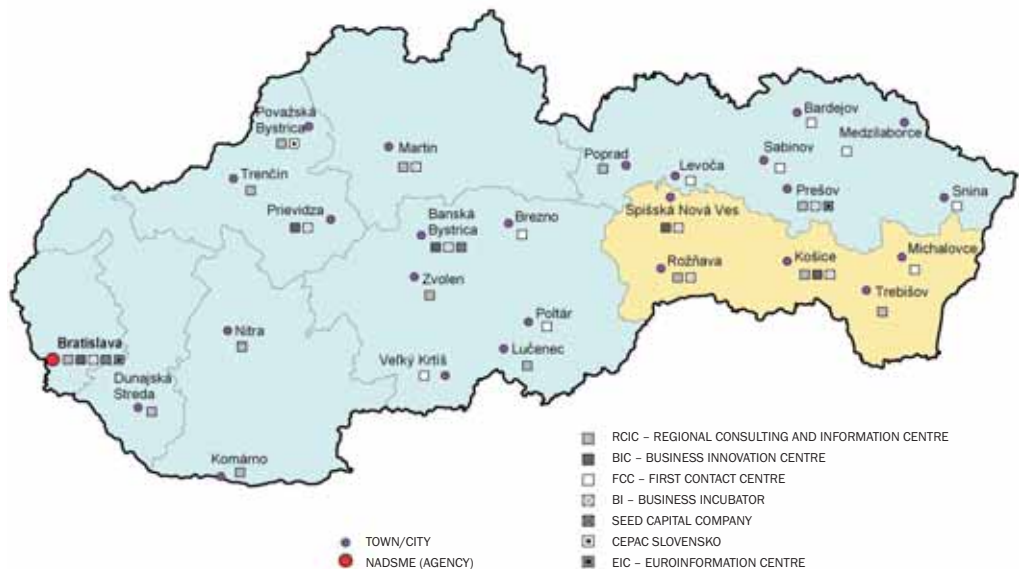 Bardejov
Považská
Bystrica
Medzilaborce
Martin
Sabinov
Poprad
Levoča
Trenčín
Prešov
Snina
Prievidza
Banská
Bystrica
Brezno
Spišská Nová Ves
Michalovce
Rožňava
Košice
Zvolen
Trebišov
Poltár
Nitra
Bratislava
Lučenec
Veľký Krtíš
Dunajská
Streda
Komárno
RCIC – REGIONAL CONSULTING AND INFORMATION CENTRE
BIC – BUSINESS INNOVATION CENTRE
FCC – FIRST CONTACT CENTRE
BI – BUSINESS INCUBATOR
SEED CAPITAL COMPANY
CEPAC SLOVENSKO
EIC – EUROINFORMATION CENTRE
TOWN/CITY
NADSME (AGENCY)